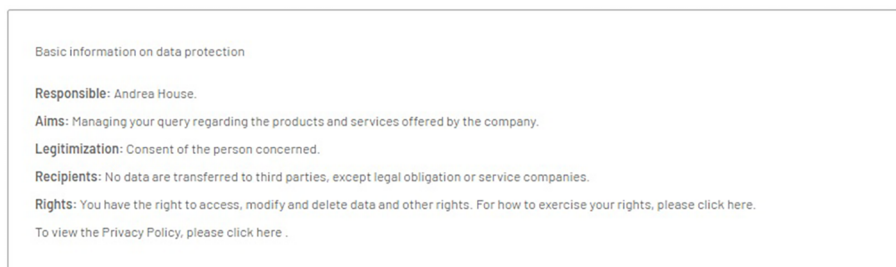 Basic information on data protection
Responsible: Andrea House.
Aims: Managing your query regarding the products and services offered by the company.
Legitimization: Consent of the person concerned.
Recipients: No data are transferred to third parties, except legal obligation or service companies.
Rights: You have the right to access, modify and delete data and other rights. For how to exercise your rights, please click here.
To view the Privacy Policy, please click here .